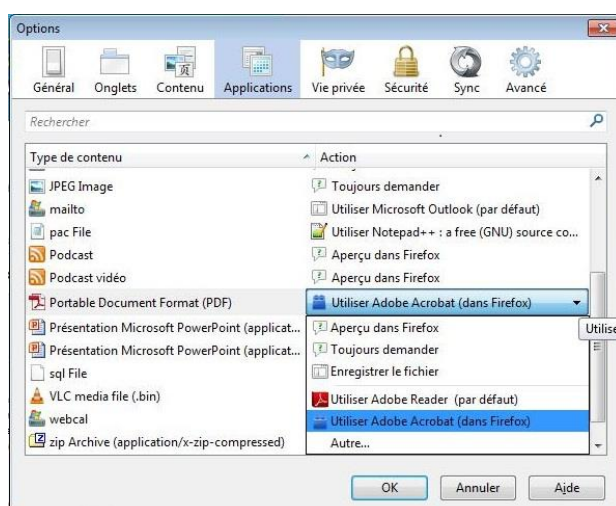 Options
Général Onglets Contenu Applications Vie privée Sécurité Sync Avancé
Rechercher
Type de contenu Action
JPEG Image Toujours demander
mailto Utiliser Microsoft Outlook (par défaut)
pac File Utiliser Notepad++ : a free (GNU) source co...
Podcast Aperçu dans Firefox
Podcast vidéo Aperçu dans Firefox
Portable Document Format (PDF) Utiliser Adobe Acrobat (dans Firefox)
Présentation Microsoft PowerPoint (applicat... Aperçu dans Firefox
Utilise
Présentation Microsoft PowerPoint (applicat... Toujours demander
sql File Enregistrer le fichier
VLC media file (.bin) Utiliser Adobe Reader (par défaut)
webcal Utiliser Adobe Acrobat (dans Firefox)
zip Archive (application/x-zip-compressed) Autre...
OK Annuler Aide